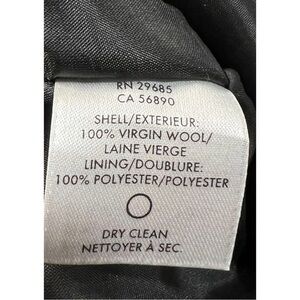 RN 29685
CA 56890
SHELL/EXTERIEUR:
100% VIRGIN WOOL/
LAINE VIERGE
LINING/DOUBLURE:
100% POLYESTER/POLYESTER
DRY CLEAN
NETTOYER À SEC.